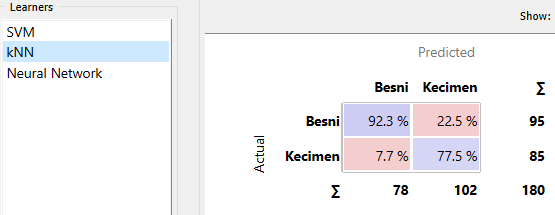 Learners
Show:
SVM
kNN
Neural Network
Predicted
Besni Kecimen Σ
Actual
Besni 92.3 % 22.5 % 95
Kecimen 7.7 % 77.5 % 85
Σ 78 102 180